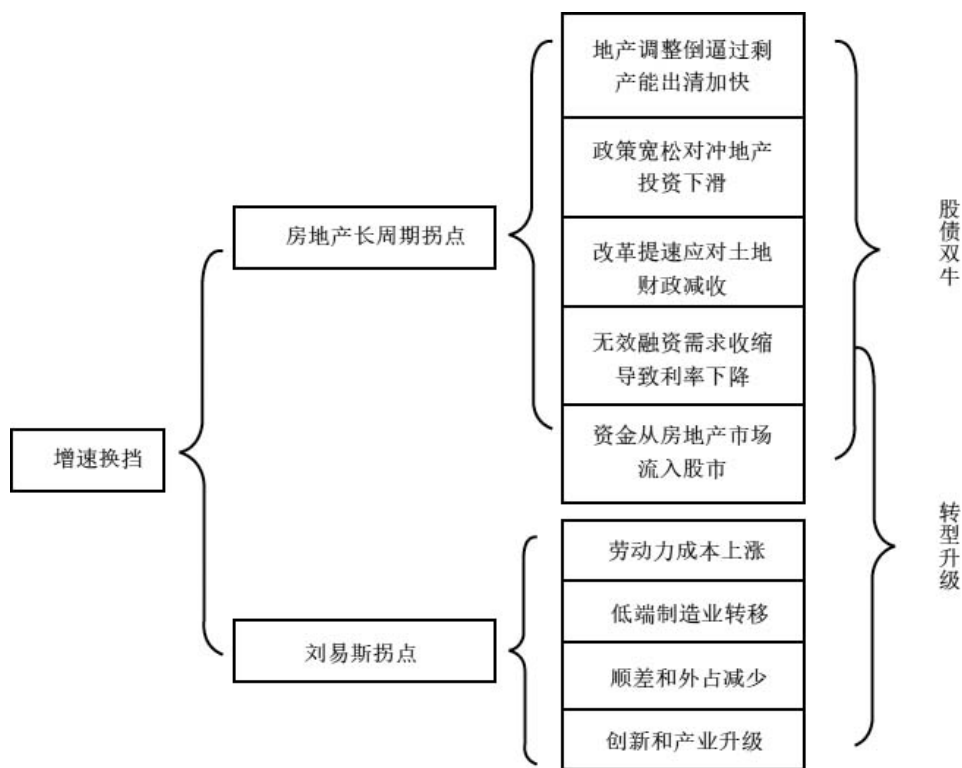 增速换挡
房地产长周期拐点
刘易斯拐点
地产调整倒逼过剩
产能出清加快
政策宽松对冲地产
投资下滑
改革提速应对土地
财政减收
无效融资需求收缩
导致利率下降
资金从房地产市场
流入股市
劳动力成本上涨
低端制造业转移
顺差和外占减少
创新和产业升级
股债双牛
转型升级